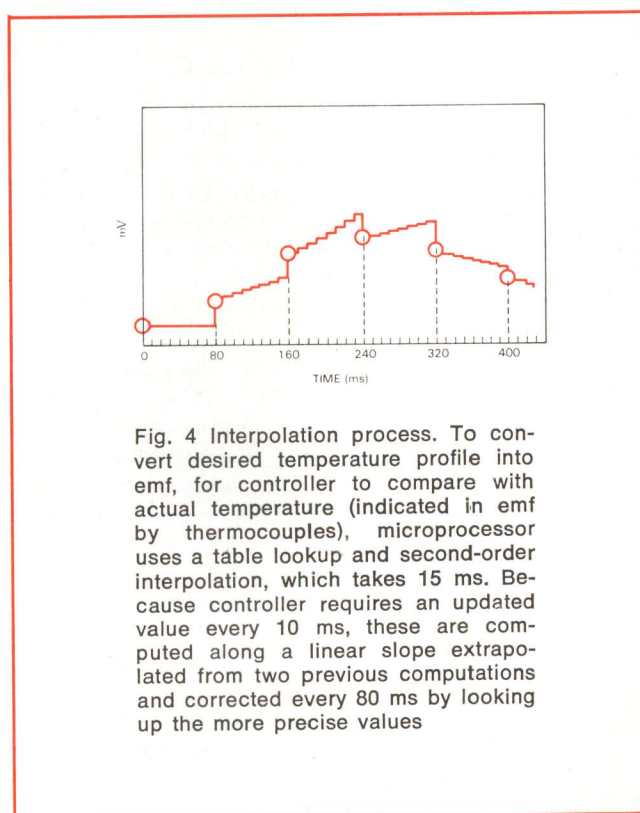 mV
0 80 160 240 320 400
TIME (ms)
Fig. 4 Interpolation process. To con-
vert desired temperature profile into
emf, for controller to compare with
actual temperature (indicated in emf
by thermocouples), microprocessor
uses a table lookup and second-order
interpolation, which takes 15 ms. Be-
cause controller requires an updated
value every 10 ms, these are com-
puted along a linear slope extrapo-
lated from two previous computations
and corrected every 80 ms by looking
up the more precise values